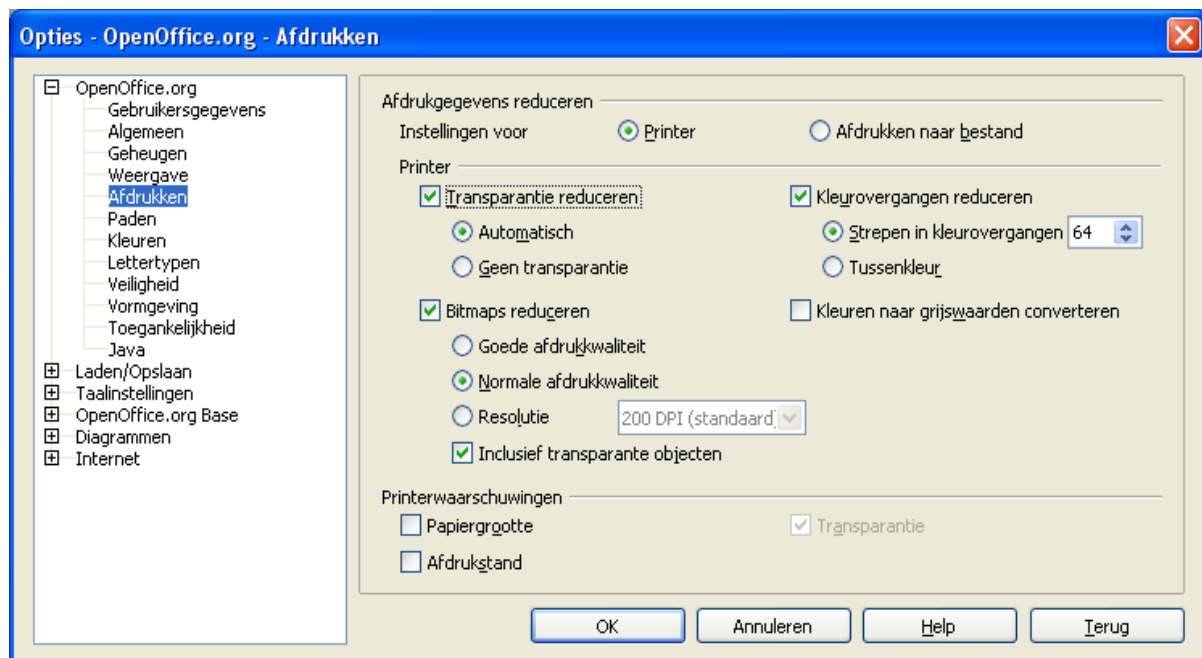 Opties - OpenOffice.org - Afdrukken
OpenOffice.org
Gebruikersgegevens
Algemeen
Geheugen
Weergave
Afdrukken
Paden
Kleuren
Lettertypen
Veiligheid
Vormgeving
Toegankelijkheid
Java
Laden/Opslaan
Taalinstellingen
OpenOffice.org Base
Diagrammen
Internet
Afdrukgegevens reduceren
Instellingen voor Printer Afdrukken naar bestand
Printer
Transparantie reduceren Kleurovergangen reduceren
Automatisch Strepen in kleurovergangen 64
Geen transparantie Tussenkleur
Bitmaps reduceren Kleuren naar grijswaarden converteren
Goede afdrukkwaliteit
Normale afdrukkwaliteit
Resolutie 200 DPI (standaard)
Inclusief transparante objecten
Printerwaarschuwingen
Papiergrootte Transparantie
Afdrukstand
OK Annuleren Help Terug